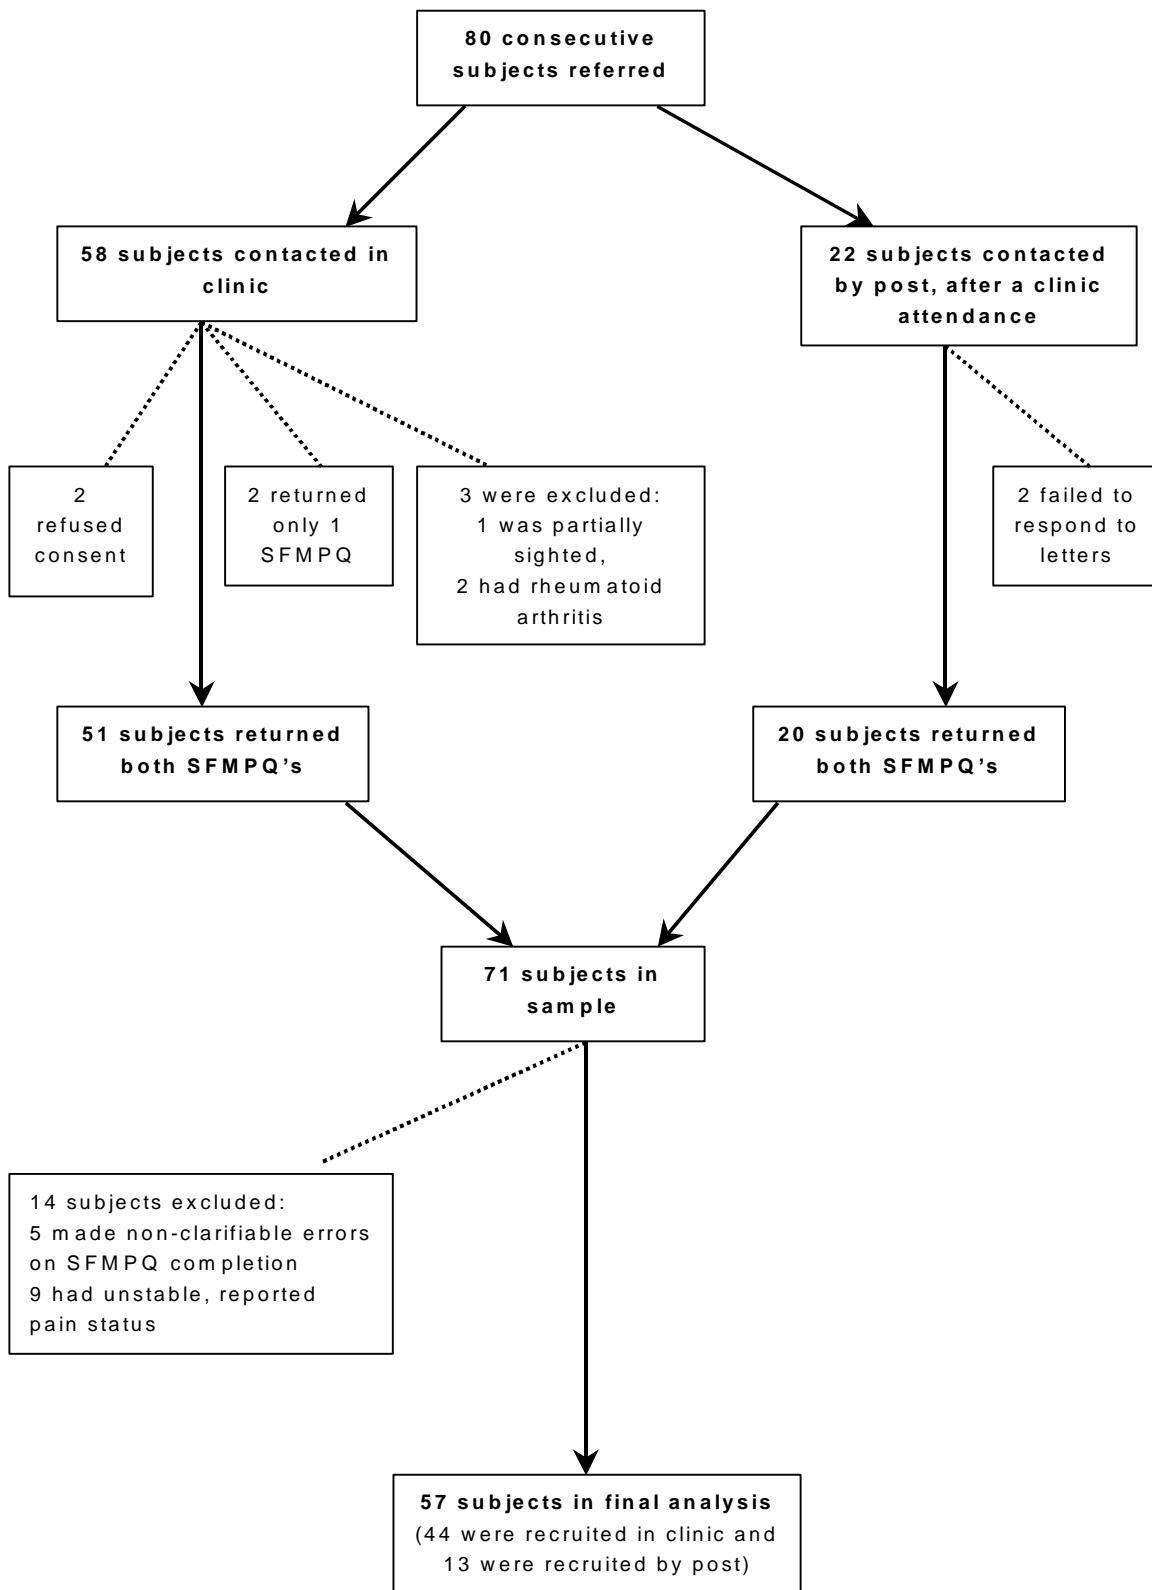 80 consecutive
subjects referred
58 subjects contacted in
clinic
22 subjects contacted
by post, after a clinic
attendance
2
refused
consent
2 returned
only 1
SFMPQ
3 were excluded:
1 was partially
sighted,
2 had rheumatoid
arthritis
2 failed to
respond to
letters
51 subjects returned
both SFMPQ's
20 subjects returned
both SFMPQ's
71 subjects in
sample
14 subjects excluded:
5 made non-clarifiable errors
on SFMPQ completion
9 had unstable, reported
pain status
57 subjects in final analysis
(44 were recruited in clinic and
13 were recruited by post)